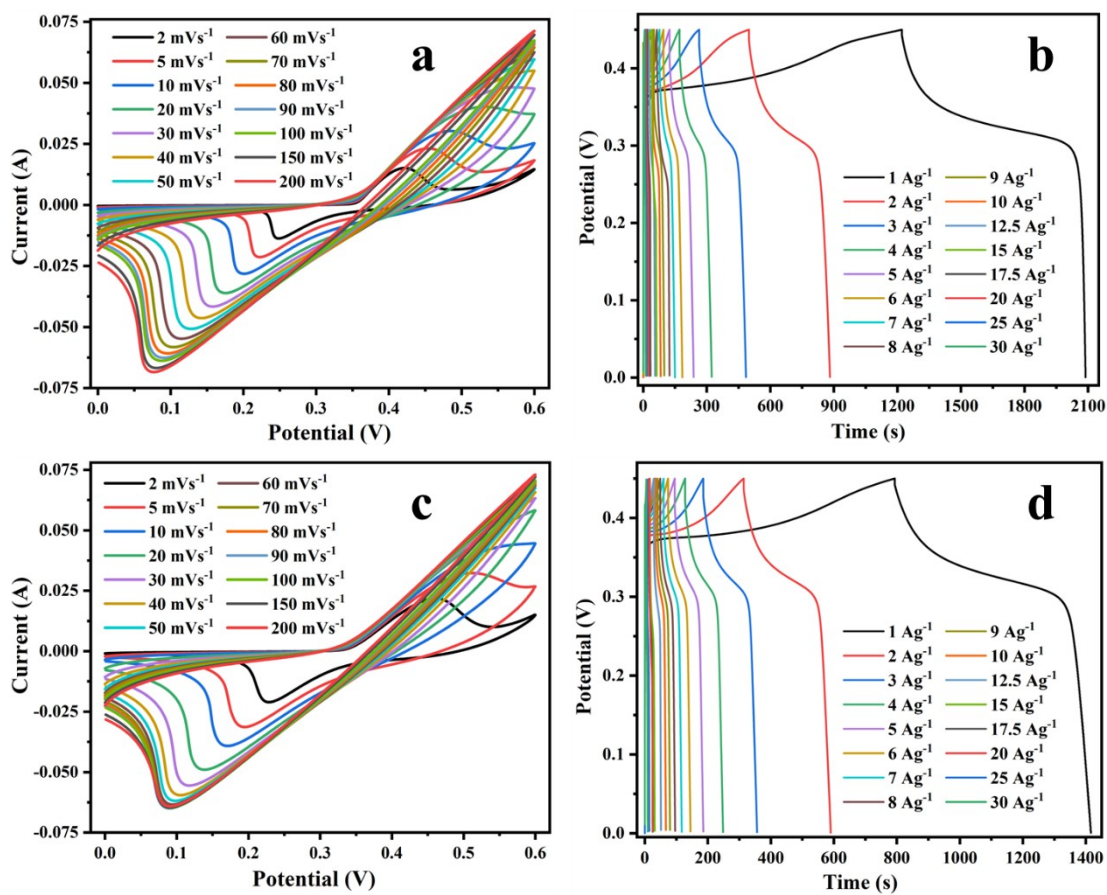 a
0.075
0.050
0.025
0.000
-0.025
-0.050
-0.075
Current (A)
2 mVs⁻¹ 60 mVs⁻¹
5 mVs⁻¹ 70 mVs⁻¹
10 mVs⁻¹ 80 mVs⁻¹
20 mVs⁻¹ 90 mVs⁻¹
30 mVs⁻¹ 100 mVs⁻¹
40 mVs⁻¹ 150 mVs⁻¹
50 mVs⁻¹ 200 mVs⁻¹
0.0 0.1 0.2 0.3 0.4 0.5 0.6
Potential (V)
b
0.4
0.3
0.2
0.1
0.0
Potential (V)
1 Ag⁻¹ 9 Ag⁻¹
2 Ag⁻¹ 10 Ag⁻¹
3 Ag⁻¹ 12.5 Ag⁻¹
4 Ag⁻¹ 15 Ag⁻¹
5 Ag⁻¹ 17.5 Ag⁻¹
6 Ag⁻¹ 20 Ag⁻¹
7 Ag⁻¹ 25 Ag⁻¹
8 Ag⁻¹ 30 Ag⁻¹
0 300 600 900 1200 1500 1800 2100
Time (s)
c
0.075
0.050
0.025
0.000
-0.025
-0.050
-0.075
Current (A)
2 mVs⁻¹ 60 mVs⁻¹
5 mVs⁻¹ 70 mVs⁻¹
10 mVs⁻¹ 80 mVs⁻¹
20 mVs⁻¹ 90 mVs⁻¹
30 mVs⁻¹ 100 mVs⁻¹
40 mVs⁻¹ 150 mVs⁻¹
50 mVs⁻¹ 200 mVs⁻¹
0.0 0.1 0.2 0.3 0.4 0.5 0.6
Potential (V)
d
0.4
0.3
0.2
0.1
0.0
Potential (V)
1 Ag⁻¹ 9 Ag⁻¹
2 Ag⁻¹ 10 Ag⁻¹
3 Ag⁻¹ 12.5 Ag⁻¹
4 Ag⁻¹ 15 Ag⁻¹
5 Ag⁻¹ 17.5 Ag⁻¹
6 Ag⁻¹ 20 Ag⁻¹
7 Ag⁻¹ 25 Ag⁻¹
8 Ag⁻¹ 30 Ag⁻¹
0 200 400 600 800 1000 1200 1400
Time (s)